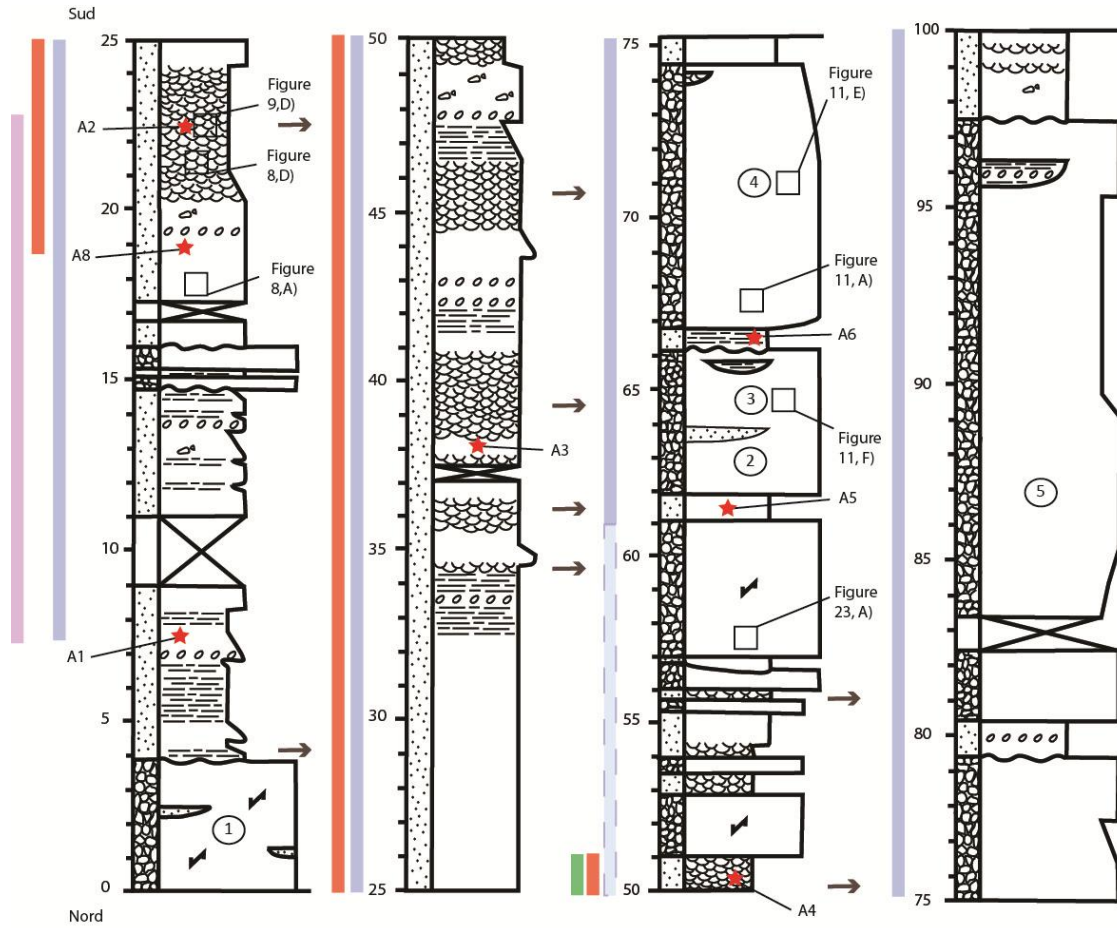 Sud
25
20
15
10
5
0
Nord
A2
A8
A1
Figure
9,D)
Figure
8,D)
Figure
8,A)
1
50
45
40
35
30
25
A3
75
70
65
60
55
50
Figure
11, E)
4
Figure
11, A)
A6
3
Figure
11, F)
2
A5
Figure
23, A)
A4
100
95
90
85
80
75
5